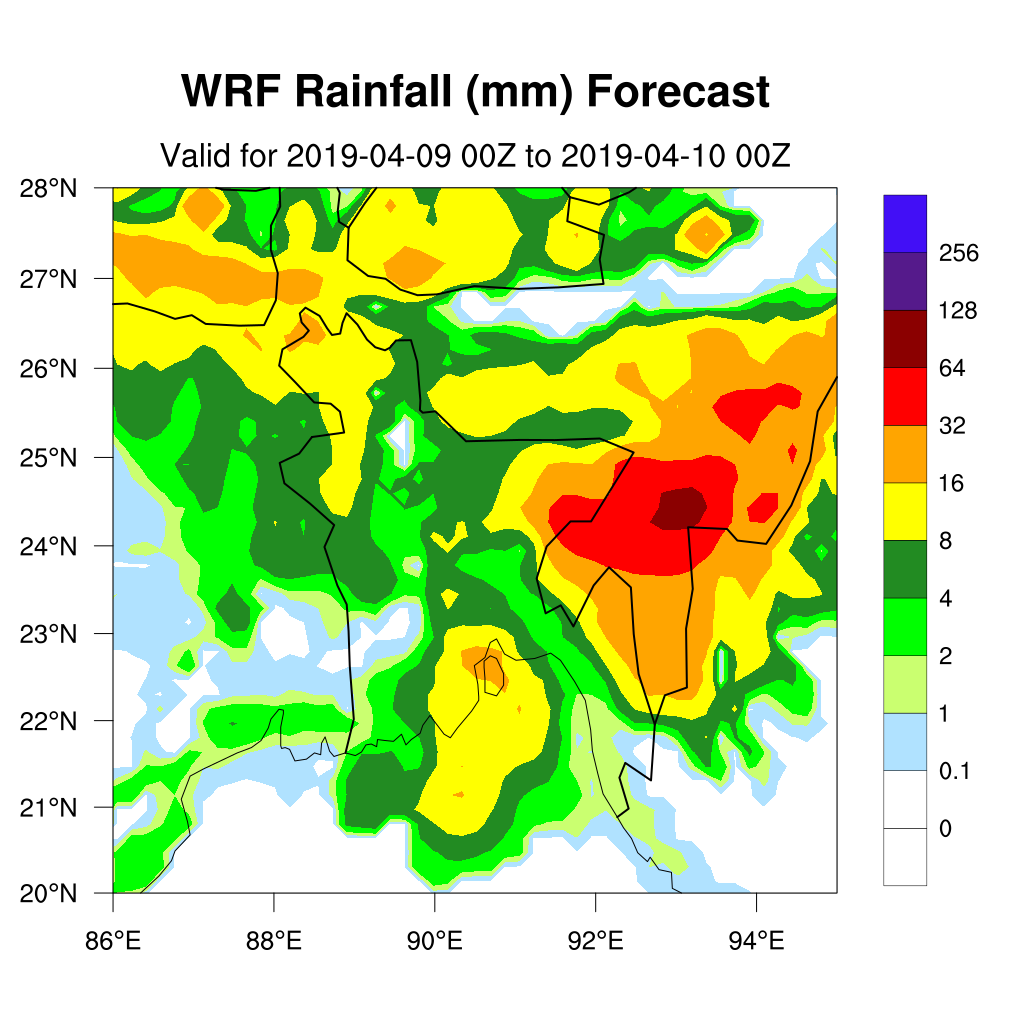 WRF Rainfall (mm) Forecast
Valid for 2019-04-09 00Z to 2019-04-10 00Z
28°N
27°N
26°N
25°N
24°N
23°N
22°N
21°N
20°N
86°E 88°E 90°E 92°E 94°E
256
128
64
32
16
8
4
2
1
0.1
0